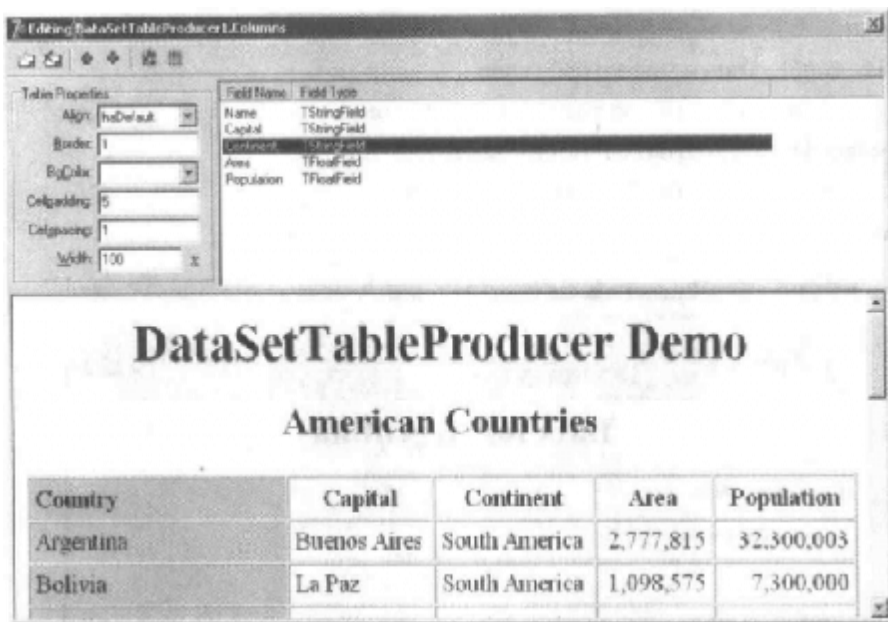 Editing DataSetTableProducer1.Columns
Table Properties
Align: haDefault
Border: 1
BgColor:
Cellpadding: 5
Cellspacing: 1
Width: 100
Field Name Field Type
Name TStringField
Capital TStringField
Continent TStringField
Area TFloatField
Population TFloatField
DataSetTableProducer Demo
American Countries
Country Capital Continent Area Population
Argentina Buenos Aires South America 2,777,815 32,300,003
Bolivia La Paz South America 1,098,575 7,300,000